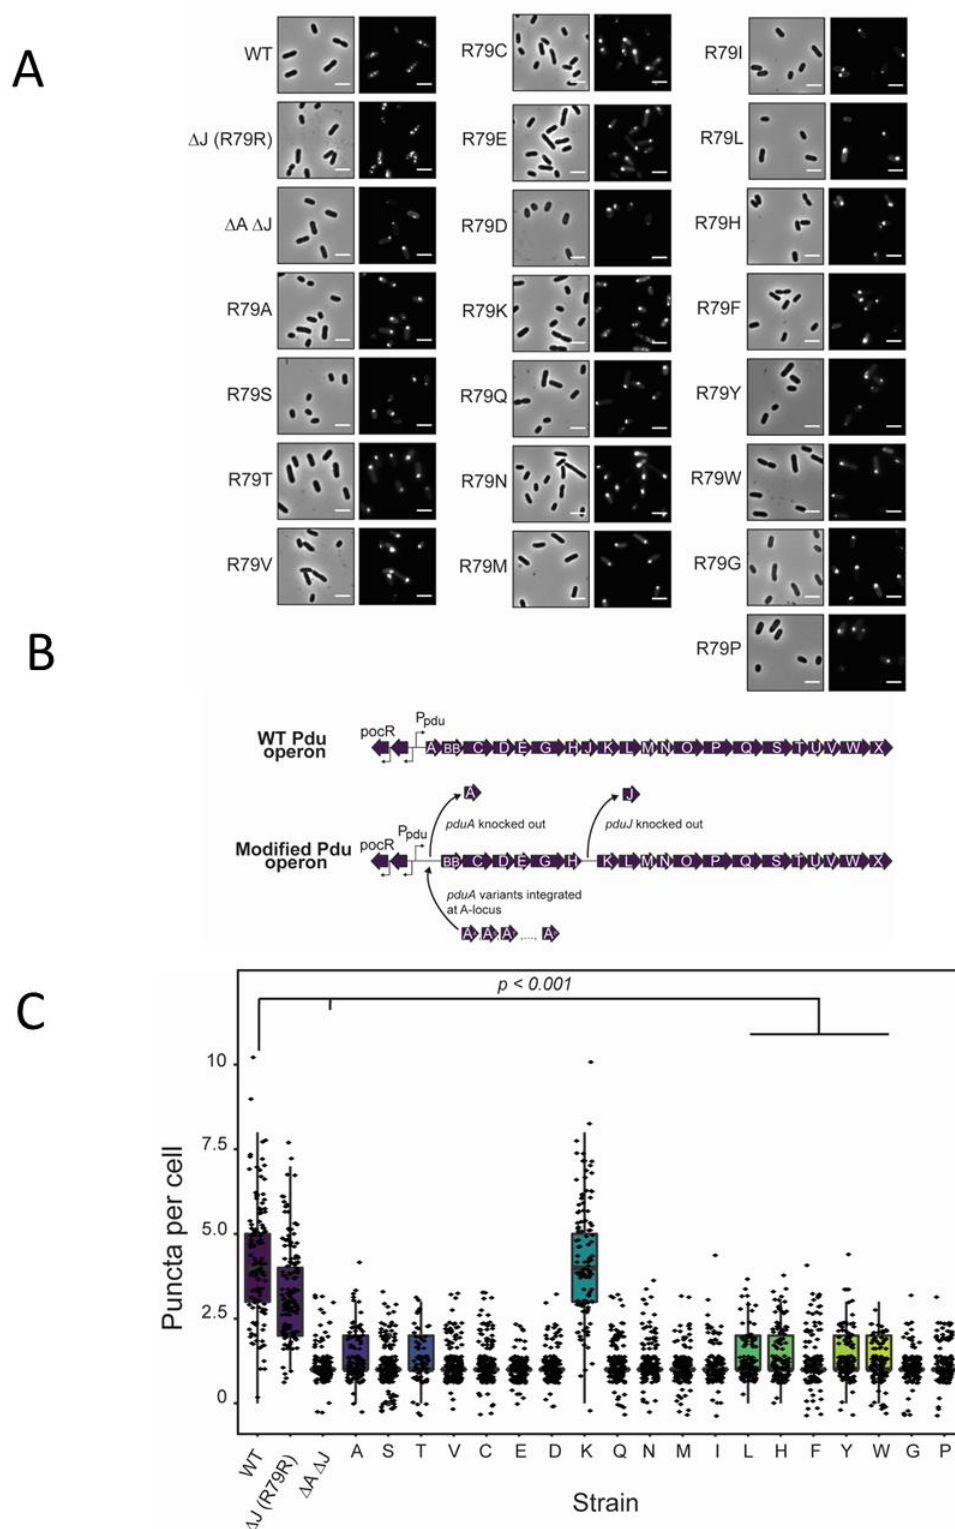 A
WT
R79C
R79I
ΔJ (R79R)
R79E
R79L
ΔA ΔJ
R79D
R79H
R79A
R79K
R79F
R79S
R79Q
R79Y
R79T
R79N
R79W
R79V
R79M
R79G
R79P
B
WT Pdu
operon
pocR
Ppdu
A BB C D E G H J K L M N O P Q S T U V W X
A
J
pduA knocked out
pduJ knocked out
Modified Pdu
operon
pocR
Ppdu
BB C D E G H K L M N O P Q S T U V W X
pduA variants integrated
at A-locus
A A A ,..., A
C
p < 0.001
Puncta per cell
10
7.5
5.0
2.5
0
WT
ΔJ (R79R)
ΔA ΔJ
A S T V C E D K Q N M I L H F Y W G P
Strain